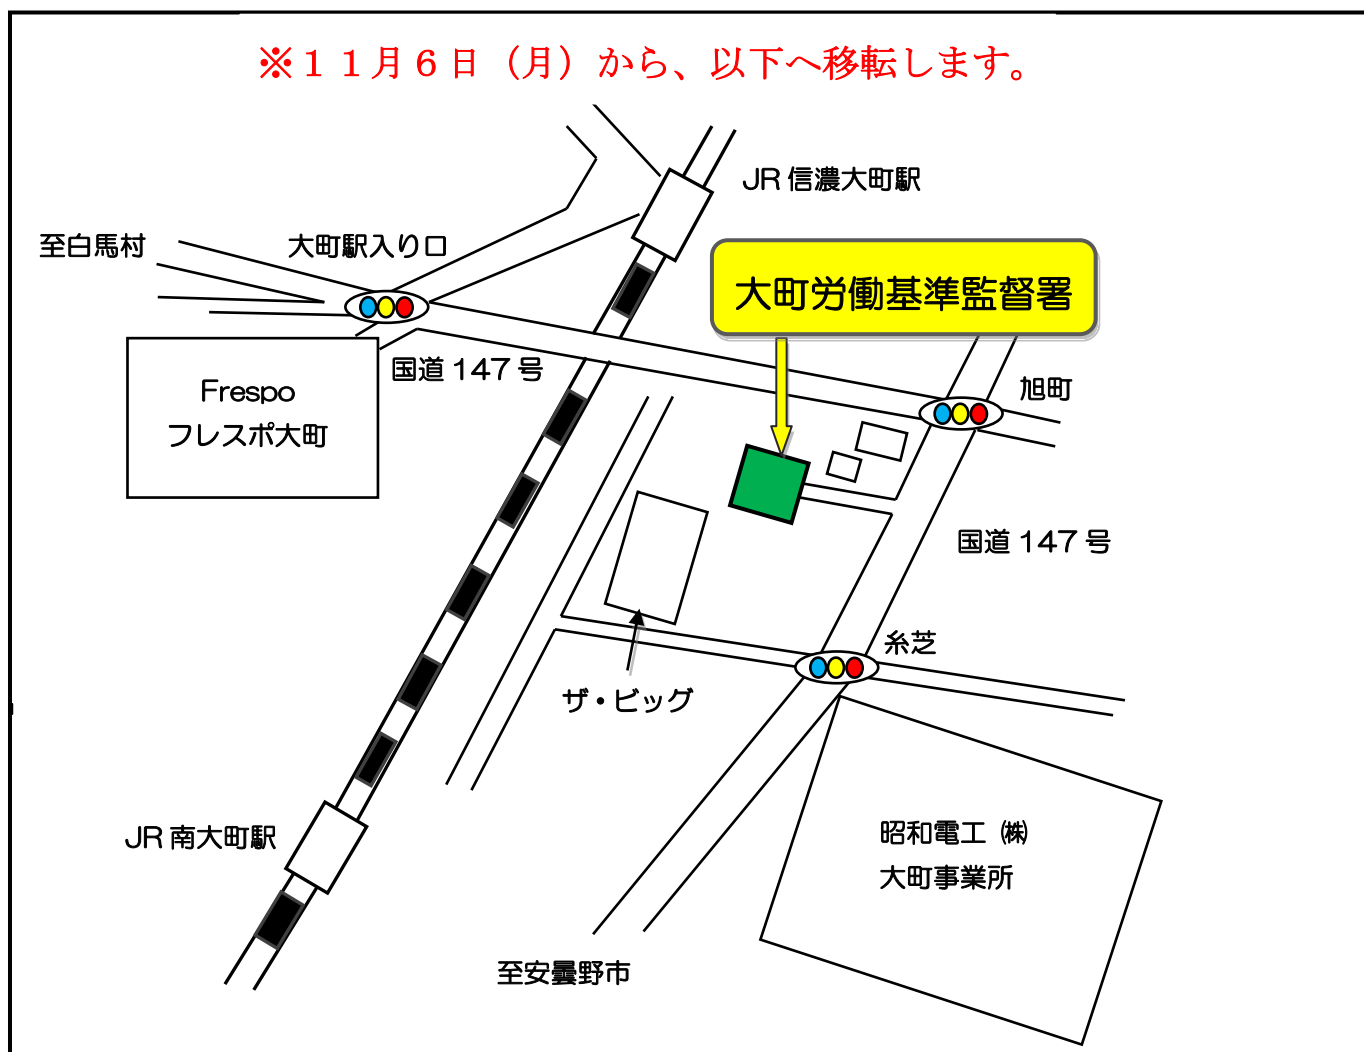 ※１１月６日（月）から、以下へ移転します。
JR 信濃大町駅
至白馬村
大町駅入り口
大町労働基準監督署
国道 147 号
旭町
Frespo
フレスポ大町
国道 147 号
糸芝
ザ・ビッグ
JR 南大町駅
昭和電工 ㈱
大町事業所
至安曇野市